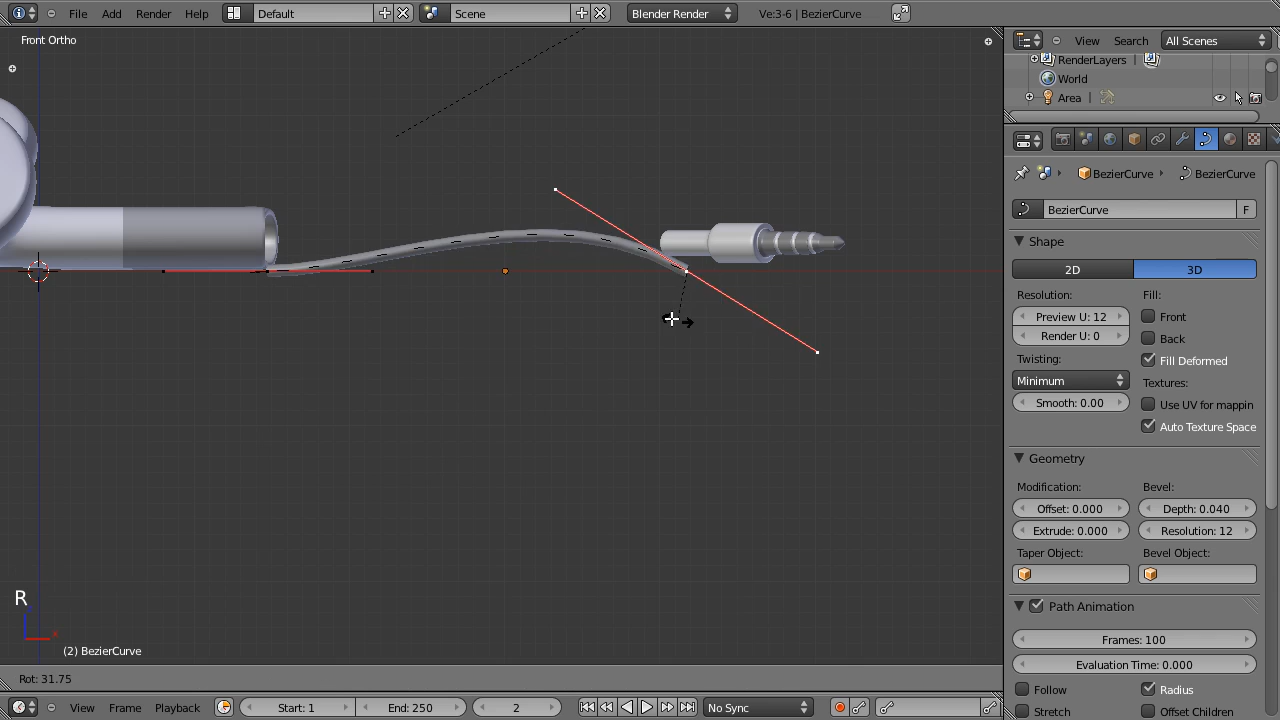 File Add Render Help Default Scene Blender Render Ve:3-6 | BezierCurve
Front Ortho
View Search All Scenes
RenderLayers |
World
Area |
BezierCurve BezierCurve
BezierCurve F
Shape
2D 3D
Resolution: Fill:
Preview U: 12 Front
Render U: 0 Back
Twisting: Fill Deformed
Minimum Textures:
Smooth: 0.00 Use UV for mappin
Auto Texture Space
Geometry
Modification: Bevel:
Offset: 0.000 Depth: 0.040
Extrude: 0.000 Resolution: 12
Taper Object: Bevel Object:
Path Animation
Frames: 100
Evaluation Time: 0.000
Follow Radius
Stretch Offset Children
R
x
(2) BezierCurve
Rot: 31.75
View Frame Playback Start: 1 End: 250 2 No Sync